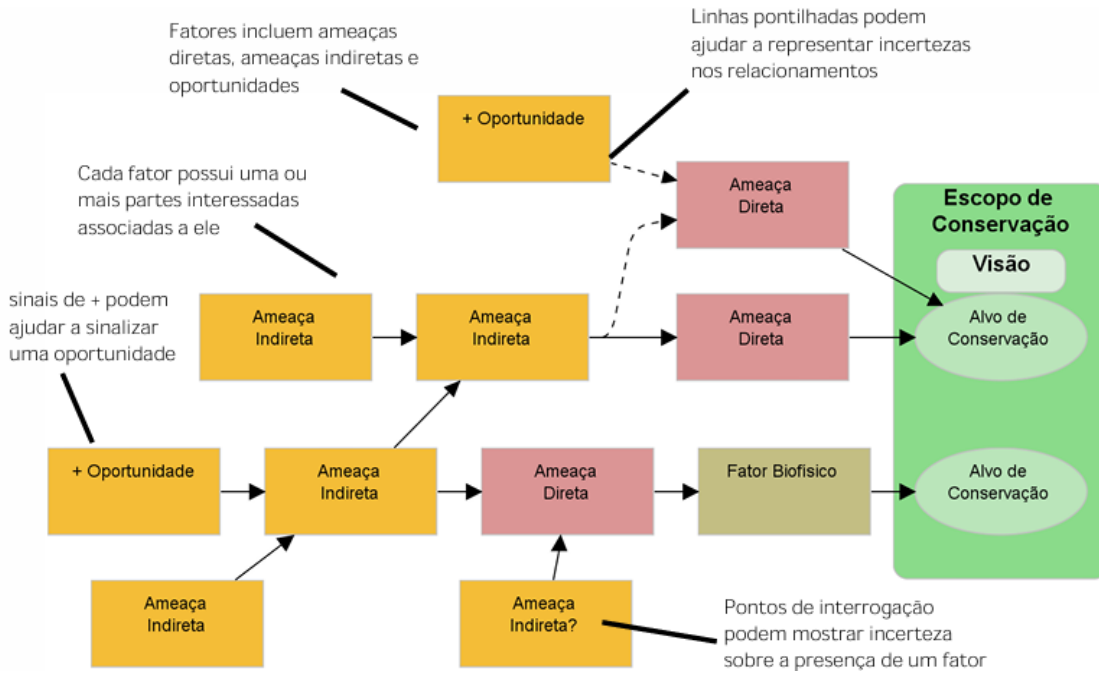 Fatores incluem ameaças
diretas, ameaças indiretas e
oportunidades
Linhas pontilhadas podem
ajudar a representar incertezas
nos relacionamentos
+ Oportunidade
Cada fator possui uma ou
mais partes interessadas
associadas a ele
Ameaça
Direta
Escopo de
Conservação
Visão
sinais de + podem
ajudar a sinalizar
uma oportunidade
Ameaça
Indireta
Ameaça
Indireta
Ameaça
Direta
Alvo de
Conservação
+ Oportunidade
Ameaça
Indireta
Ameaça
Direta
Fator Biofisico
Alvo de
Conservação
Ameaça
Indireta
Ameaça
Indireta?
Pontos de interrogação
podem mostrar incerteza
sobre a presença de um fator